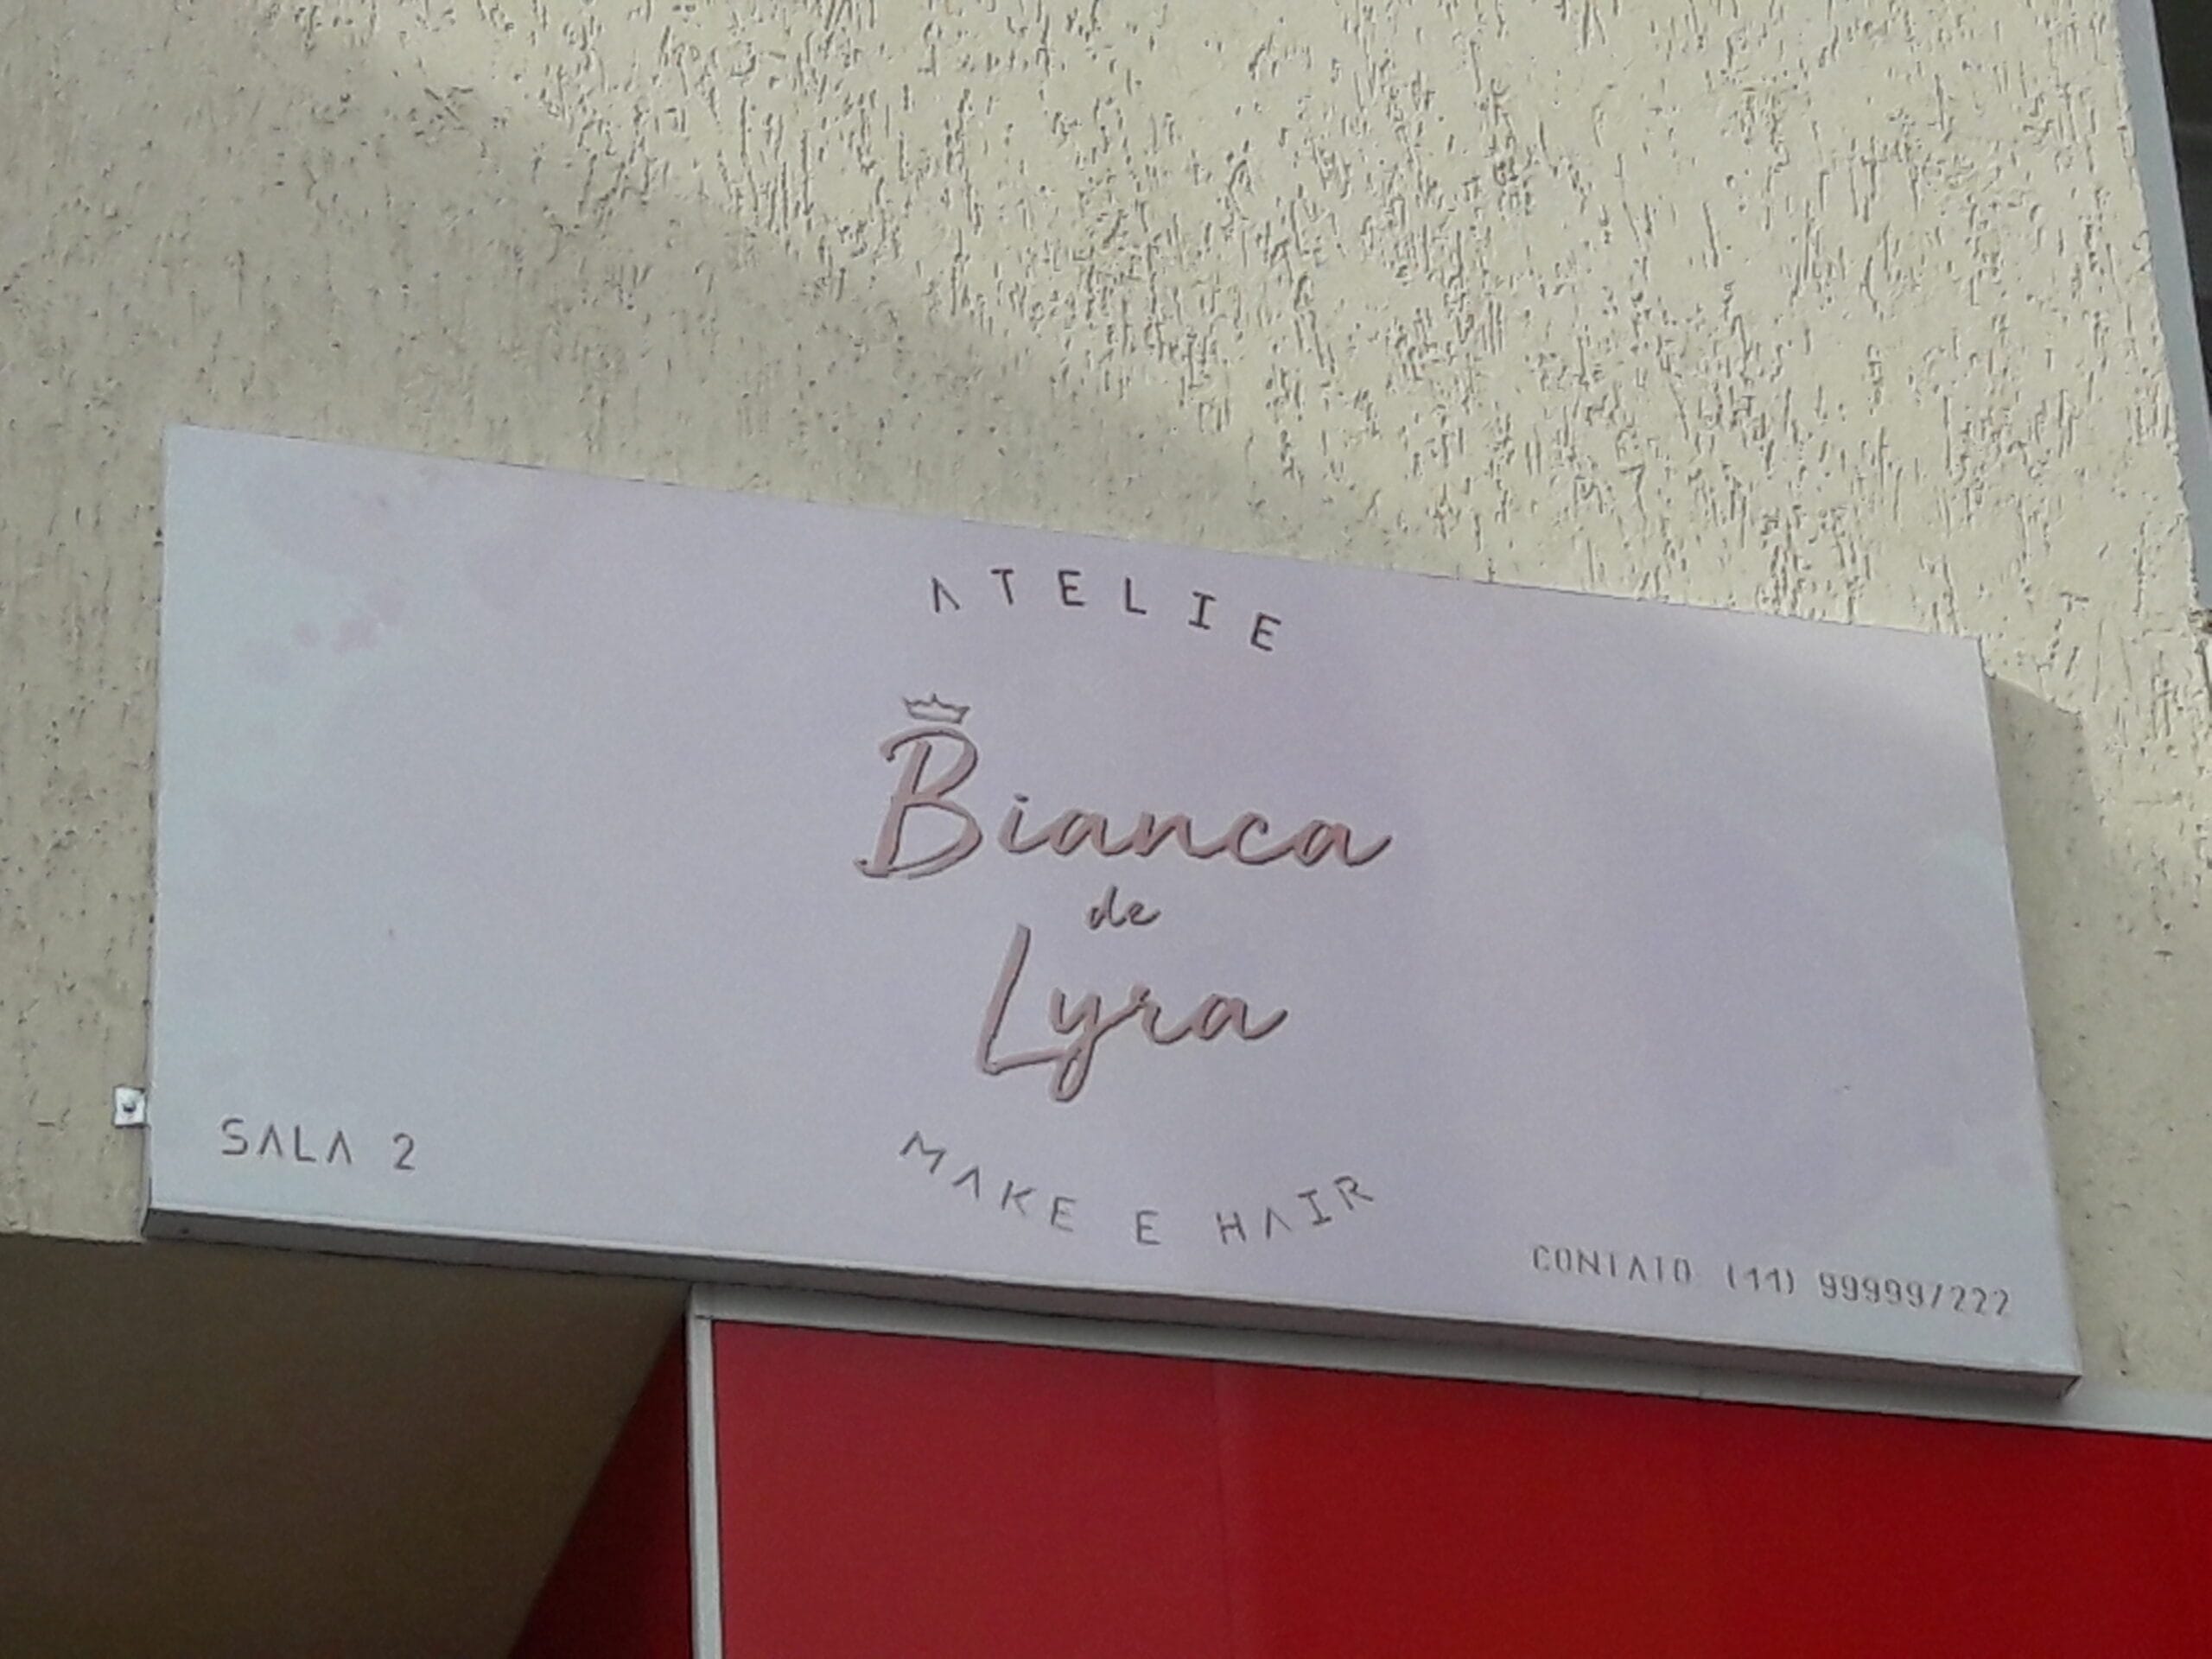 ATELIE
Bianca
de
Lyra
MAKE E HAIR
SALA 2
CONTATO (11) 999997222